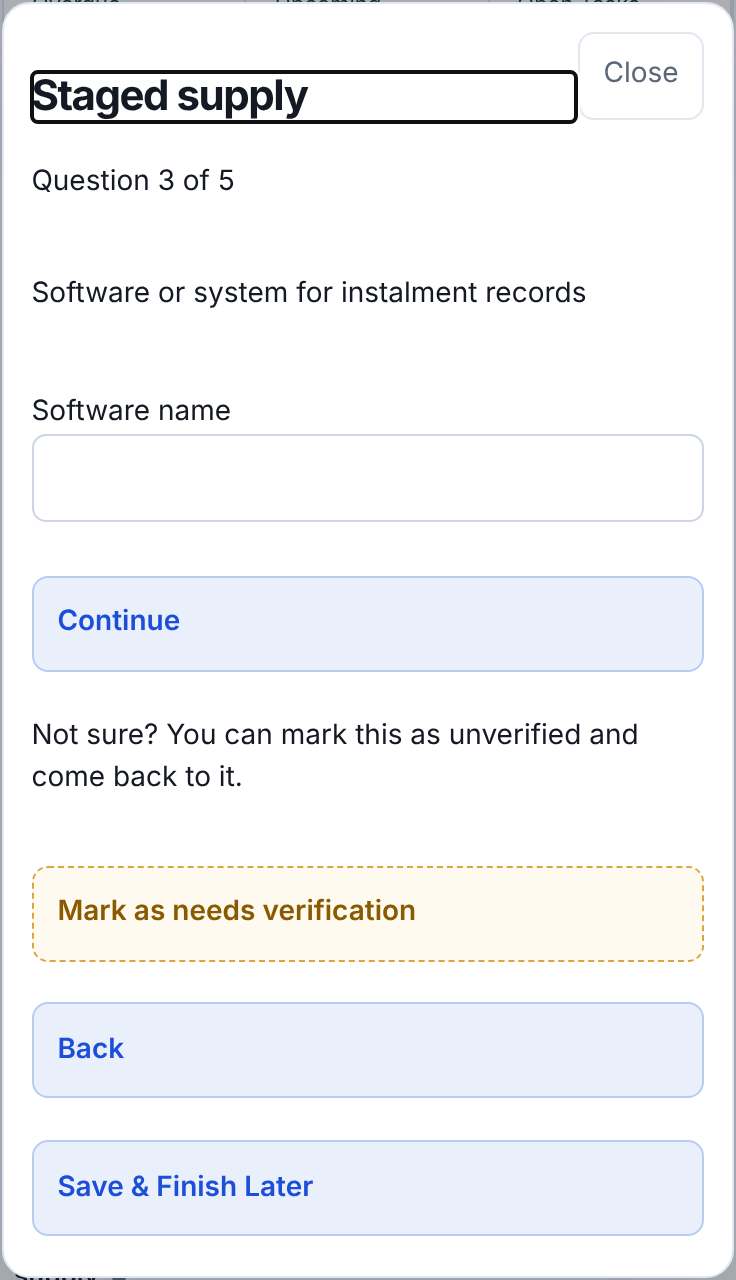 Close
Staged supply
Question 3 of 5
Software or system for instalment records
Software name
Continue
Not sure? You can mark this as unverified and
come back to it.
Mark as needs verification
Back
Save & Finish Later